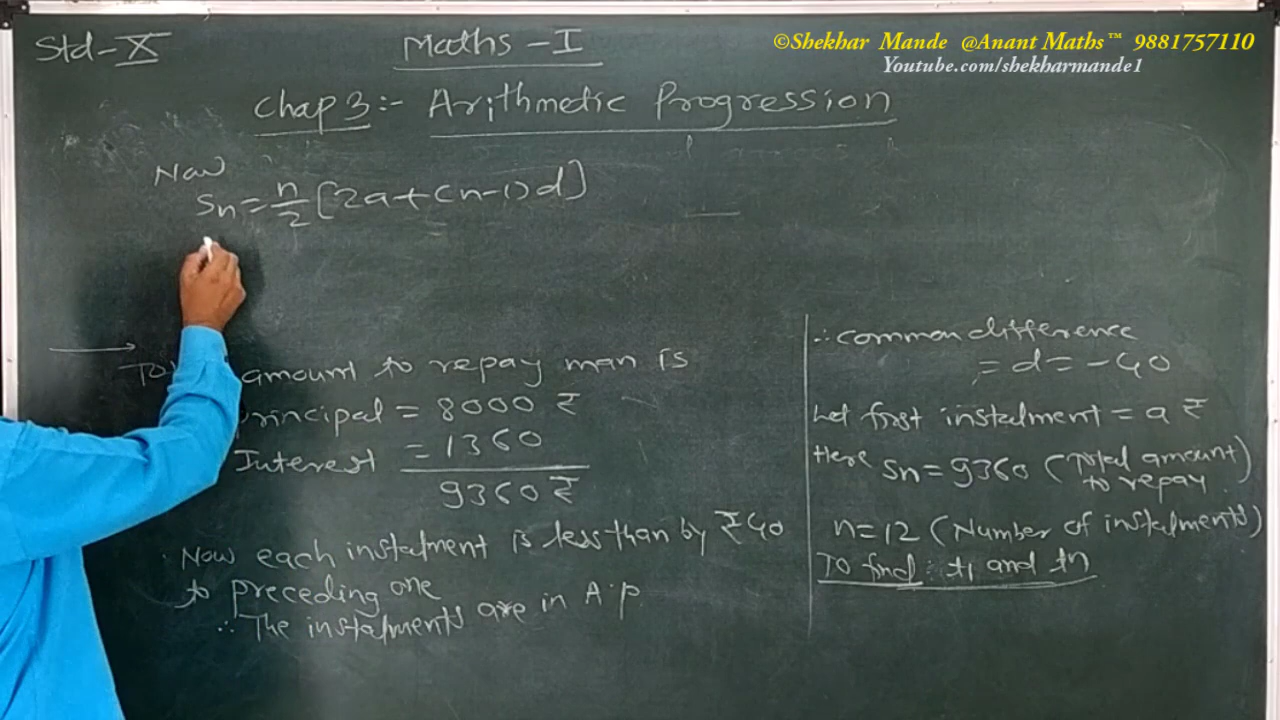 Std-X
Maths-I
©Shekhar Mande @Anant Maths™ 9881757110
Youtube.com/shekharmande1
Chap 3:- Arithmetic Progression
Now
Sn=n/2[2a+(n-1)d]
amount to repay man is
principal = 8000 ₹
Interest = 1360
9360 ₹
Now each instalment is less than by ₹40
to preceding one
∴ The instalments are in A.p.
∴ common difference
= d = -40
Let first instalment = a ₹
Here Sn = 9360 (Total amount to repay)
n=12 (Number of instalments)
To find: t1 and tn